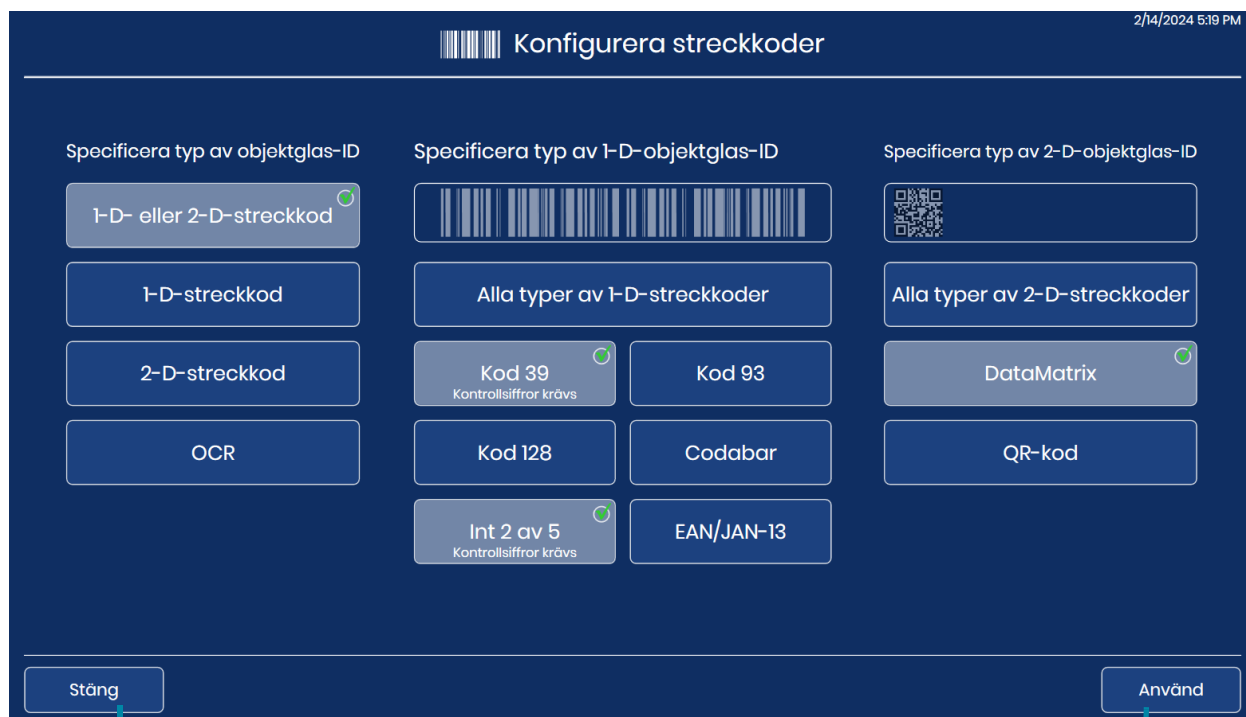 2/14/2024 5:19 PM
Konfigurera streckkoder
Specificera typ av objektglas-ID
1-D- eller 2-D-streckkod
1-D-streckkod
2-D-streckkod
OCR
Specificera typ av 1-D-objektglas-ID
Alla typer av 1-D-streckkoder
Kod 39
Kontrollsiffror krävs
Kod 93
Kod 128
Codabar
Int 2 av 5
Kontrollsiffror krävs
EAN/JAN-13
Specificera typ av 2-D-objektglas-ID
Alla typer av 2-D-streckkoder
DataMatrix
QR-kod
Stäng
Använd